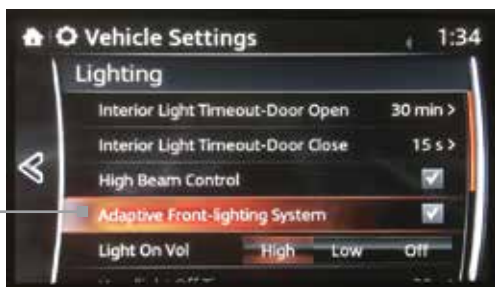 Vehicle Settings 1:34
Lighting
Interior Light Timeout-Door Open 30 min >
Interior Light Timeout-Door Close 15 s >
High Beam Control
Adaptive Front-lighting System
Light On Vol High Low Off